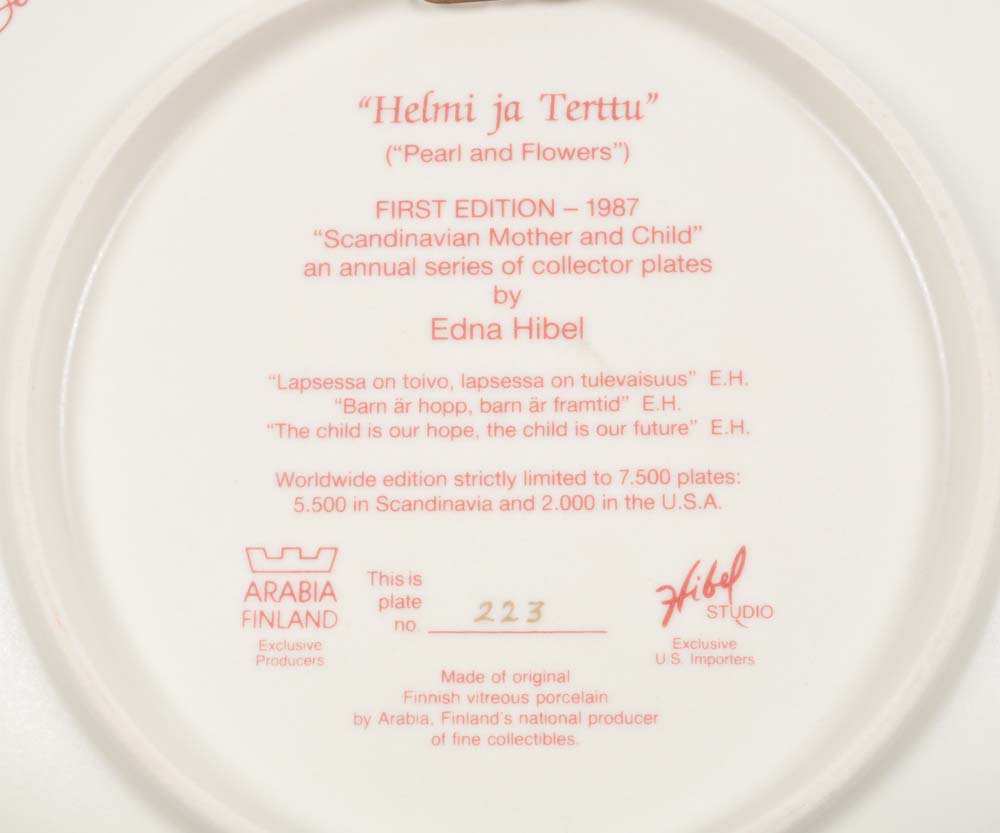 “Helmi ja Terttu”
(“Pearl and Flowers”)
FIRST EDITION – 1987
“Scandinavian Mother and Child”
an annual series of collector plates
by
Edna Hibel
“Lapsessa on toivo, lapsessa on tulevaisuus” E.H.
“Barn är hopp, barn är framtid” E.H.
“The child is our hope, the child is our future” E.H.
Worldwide edition strictly limited to 7.500 plates:
5.500 in Scandinavia and 2.000 in the U.S.A.
ARABIA
FINLAND
Exclusive
Producers
This is
plate
no 223
Hibel
STUDIO
Exclusive
U.S. Importers
Made of original
Finnish vitreous porcelain
by Arabia, Finland's national producer
of fine collectibles.